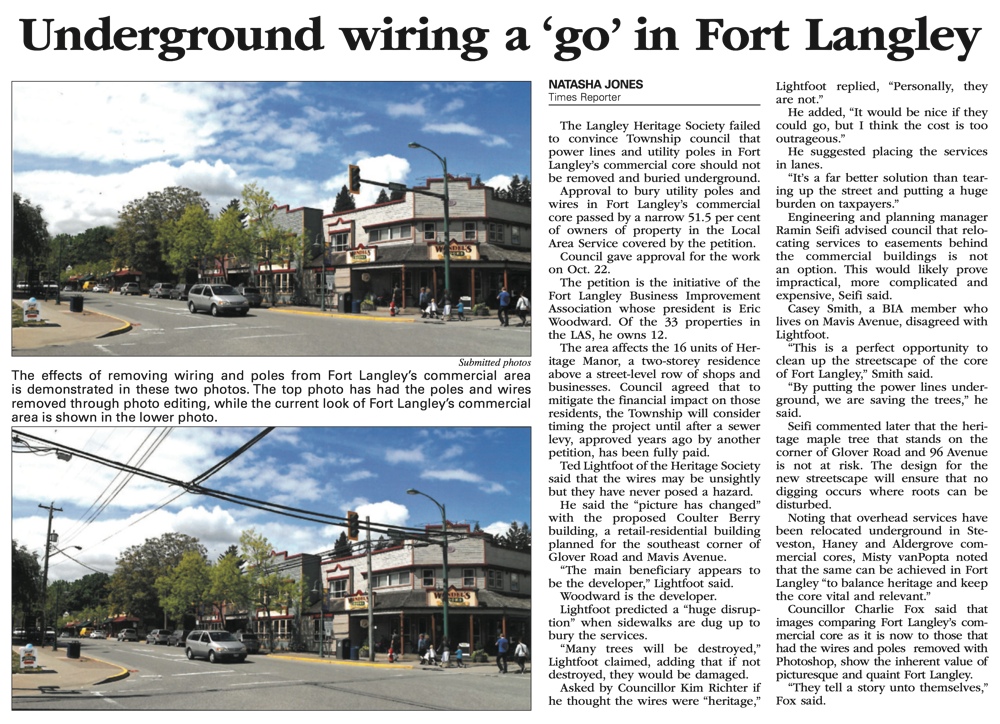 Underground wiring a ‘go’ in Fort Langley
Submitted photos
The effects of removing wiring and poles from Fort Langley’s commercial area
is demonstrated in these two photos. The top photo has had the poles and wires
removed through photo editing, while the current look of Fort Langley’s commercial
area is shown in the lower photo.
NATASHA JONES
Times Reporter
The Langley Heritage Society failed
to convince Township council that
power lines and utility poles in Fort
Langley’s commercial core should not
be removed and buried underground.
Approval to bury utility poles and
wires in Fort Langley’s commercial
core passed by a narrow 51.5 per cent
of owners of property in the Local
Area Service covered by the petition.
Council gave approval for the work
on Oct. 22.
The petition is the initiative of the
Fort Langley Business Improvement
Association whose president is Eric
Woodward. Of the 33 properties in
the LAS, he owns 12.
The area affects the 16 units of Her-
itage Manor, a two-storey residence
above a street-level row of shops and
businesses. Council agreed that to
mitigate the financial impact on those
residents, the Township will consider
timing the project until after a sewer
levy, approved years ago by another
petition, has been fully paid.
Ted Lightfoot of the Heritage Society
said that the wires may be unsightly
but they have never posed a hazard.
He said the “picture has changed”
with the proposed Coulter Berry
building, a retail-residential building
planned for the southeast corner of
Glover Road and Mavis Avenue.
“The main beneficiary appears to
be the developer,” Lightfoot said.
Woodward is the developer.
Lightfoot predicted a “huge disrup-
tion” when sidewalks are dug up to
bury the services.
“Many trees will be destroyed,”
Lightfoot claimed, adding that if not
destroyed, they would be damaged.
Asked by Councillor Kim Richter if
he thought the wires were “heritage,”
Lightfoot replied, “Personally, they
are not.”
He added, “It would be nice if they
could go, but I think the cost is too
outrageous.”
He suggested placing the services
in lanes.
“It’s a far better solution than tear-
ing up the street and putting a huge
burden on taxpayers.”
Engineering and planning manager
Ramin Seifi advised council that relo-
cating services to easements behind
the commercial buildings is not
an option. This would likely prove
impractical, more complicated and
expensive, Seifi said.
Casey Smith, a BIA member who
lives on Mavis Avenue, disagreed with
Lightfoot.
“This is a perfect opportunity to
clean up the streetscape of the core
of Fort Langley,” Smith said.
“By putting the power lines under-
ground, we are saving the trees,” he
said.
Seifi commented later that the heri-
tage maple tree that stands on the
corner of Glover Road and 96 Avenue
is not at risk. The design for the
new streetscape will ensure that no
digging occurs where roots can be
disturbed.
Noting that overhead services have
been relocated underground in Ste-
veston, Haney and Aldergrove com-
mercial cores, Misty vanPopta noted
that the same can be achieved in Fort
Langley “to balance heritage and keep
the core vital and relevant.”
Councillor Charlie Fox said that
images comparing Fort Langley’s com-
mercial core as it is now to those that
had the wires and poles removed with
Photoshop, show the inherent value of
picturesque and quaint Fort Langley.
“They tell a story unto themselves,”
Fox said.